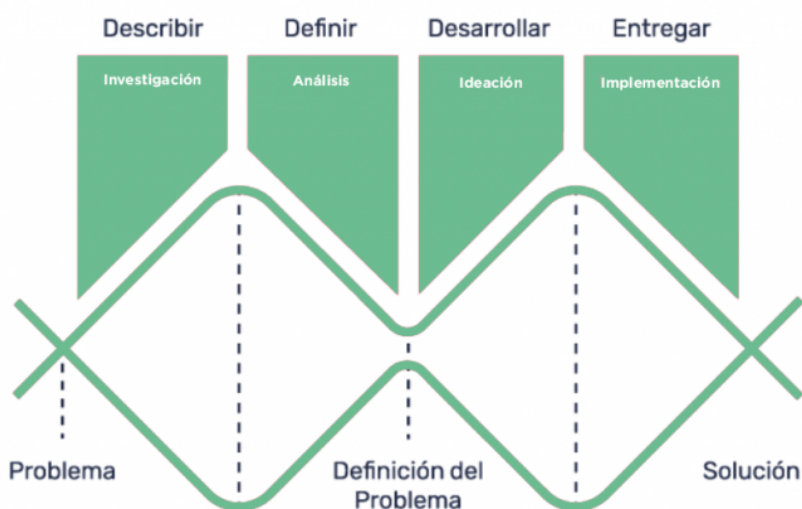 Describir
Definir
Desarrollar
Entregar
Investigación
Análisis
Ideación
Implementación
Problema
Definición del
Problema
Solución